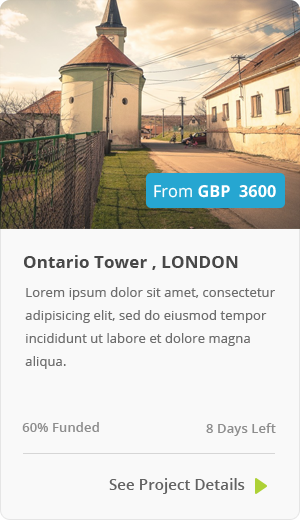 From GBP 3600
Ontario Tower , LONDON
Lorem ipsum dolor sit amet, consectetur
adipisicing elit, sed do eiusmod tempor
incididunt ut labore et dolore magna
aliqua.
60% Funded
8 Days Left
See Project Details